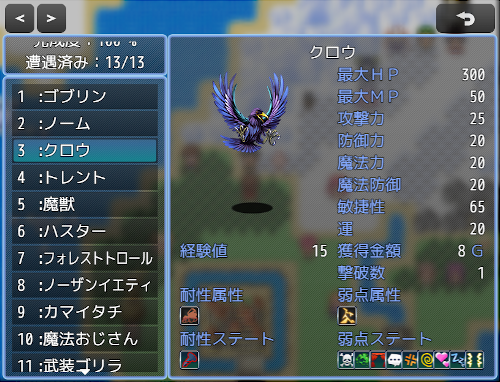 < >
完成度：100 %
遭遇済み：13/13
1 :ゴブリン
2 :ノーム
3 :クロウ
4 :トレント
5 :魔獣
6 :ハスター
7 :フォレストトロール
8 :ノーザンイエティ
9 :カマイタチ
10 :魔法おじさん
11 :武装ゴリラ
クロウ
最大ＨＰ 300
最大ＭＰ 50
攻撃力 25
防御力 20
魔法力 20
魔法防御 20
敏捷性 65
運 20
経験値 15 獲得金額 8 G
撃破数 1
耐性属性 弱点属性
耐性ステート 弱点ステート